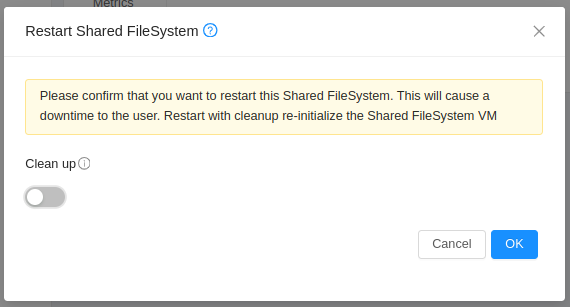 Metrics
Restart Shared FileSystem
Please confirm that you want to restart this Shared FileSystem. This will cause a
downtime to the user. Restart with cleanup re-initialize the Shared FileSystem VM
Clean up
Cancel OK